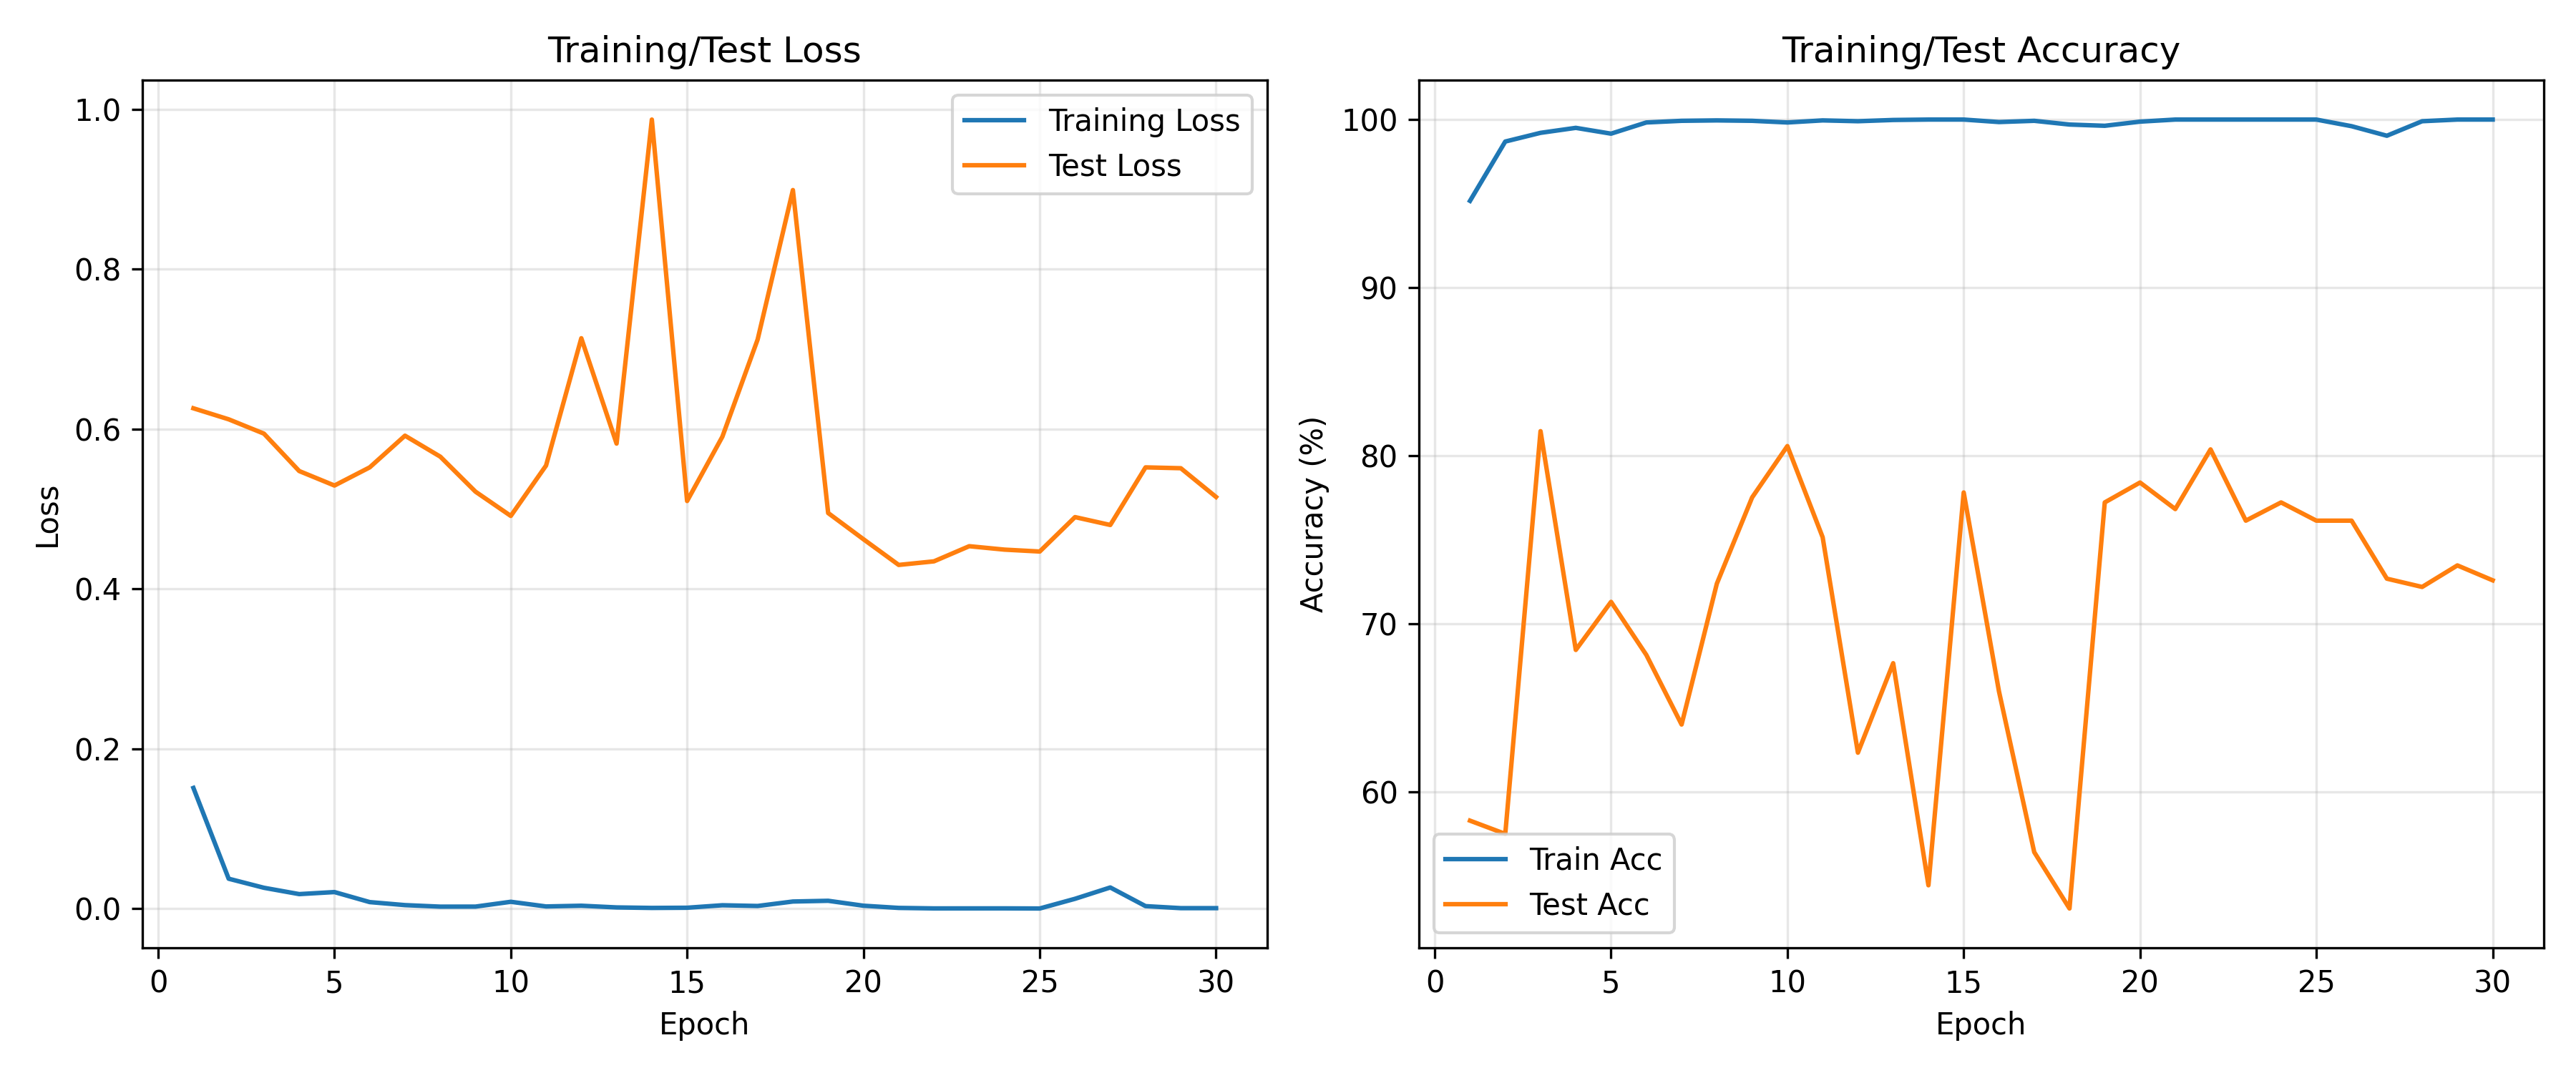 Training/Test Loss
1.0
0.8
0.6
0.4
0.2
0.0
Loss
0 5 10 15 20 25 30
Epoch
Training Loss
Test Loss
Training/Test Accuracy
100
90
80
70
60
Accuracy (%)
0 5 10 15 20 25 30
Epoch
Train Acc
Test Acc